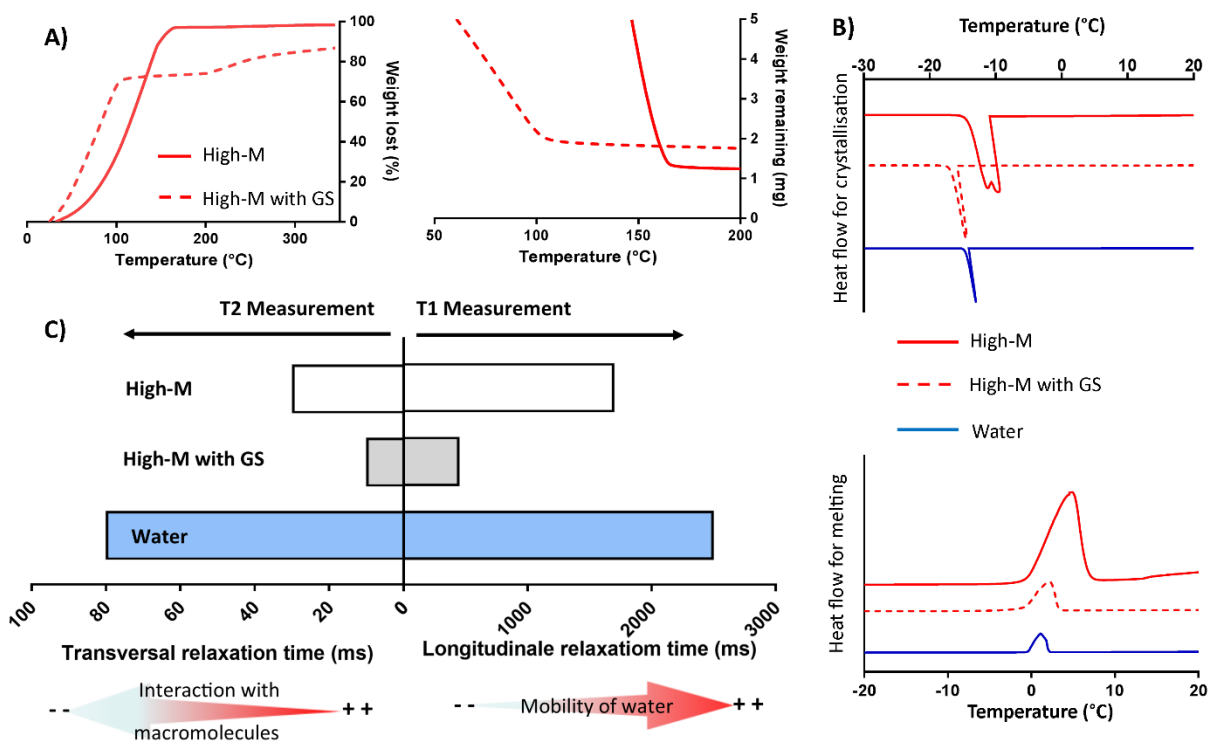 A)
100
80
60
40
20
0
Weight lost (%)
High-M
High-M with GS
0
100
200
300
Temperature (°C)
5
4
3
2
1
0
Weight remaining (mg)
50
100
150
200
Temperature (°C)
B)
Temperature (°C)
-30
-20
-10
0
10
20
Heat flow for crystallisation
High-M
High-M with GS
Water
Heat flow for melting
-20
-10
0
10
20
Temperature (°C)
C)
T2 Measurement
T1 Measurement
High-M
High-M with GS
Water
100
80
60
40
20
0
1000
2000
3000
Transversal relaxation time (ms)
Longitudinale relaxatiom time (ms)
- -
Interaction with
macromolecules
+ +
- -
Mobility of water
+ +